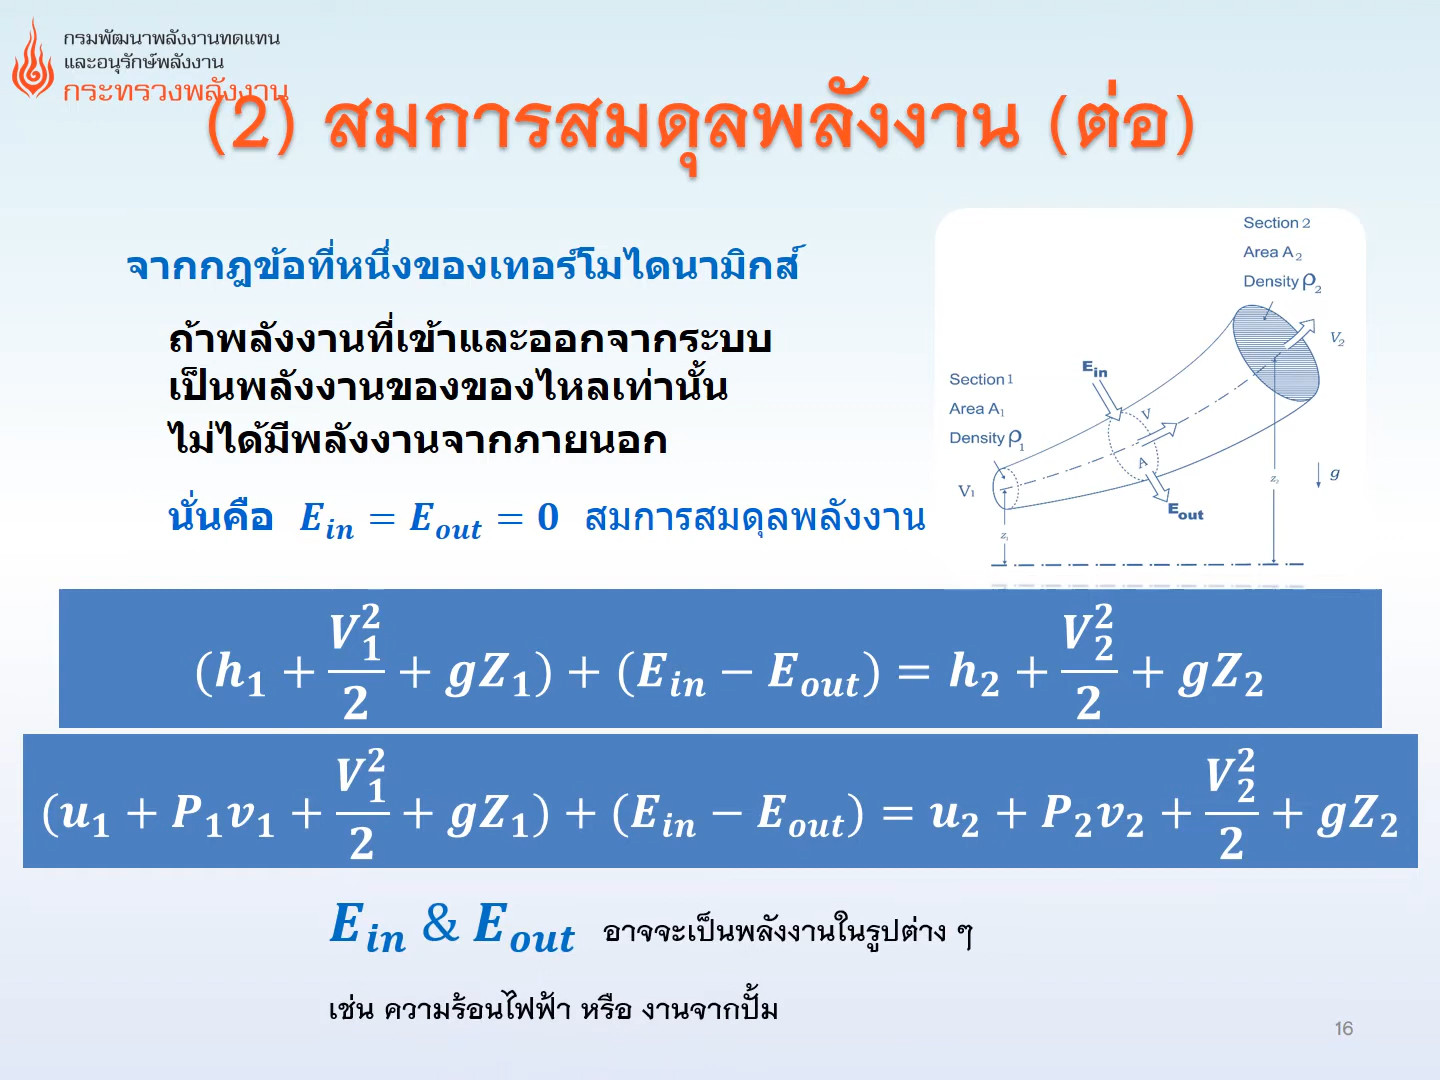 กรมพัฒนาพลังงานทดแทน
และอนุรักษ์พลังงาน
กระทรวงพลังงาน
(2) สมการสมดุลพลังงาน (ต่อ)
จากกฎข้อที่หนึ่งของเทอร์โมไดนามิกส์
ถ้าพลังงานที่เข้าและออกจากระบบ
เป็นพลังงานของของไหลเท่านั้น
ไม่ได้มีพลังงานจากภายนอก
นั่นคือ E_in = E_out = 0 สมการสมดุลพลังงาน
Section 2
Area A₂
Density ρ₂
V₂
E_in
Section 1
Area A₁
Density ρ₁
V
A
V₁
E_out
g
z₁
z₂
(h₁ + V₁²/2 + gZ₁) + (E_in − E_out) = h₂ + V₂²/2 + gZ₂
(u₁ + P₁v₁ + V₁²/2 + gZ₁) + (E_in − E_out) = u₂ + P₂v₂ + V₂²/2 + gZ₂
E_in & E_out อาจจะเป็นพลังงานในรูปต่าง ๆ
เช่น ความร้อนไฟฟ้า หรือ งานจากปั้ม
16